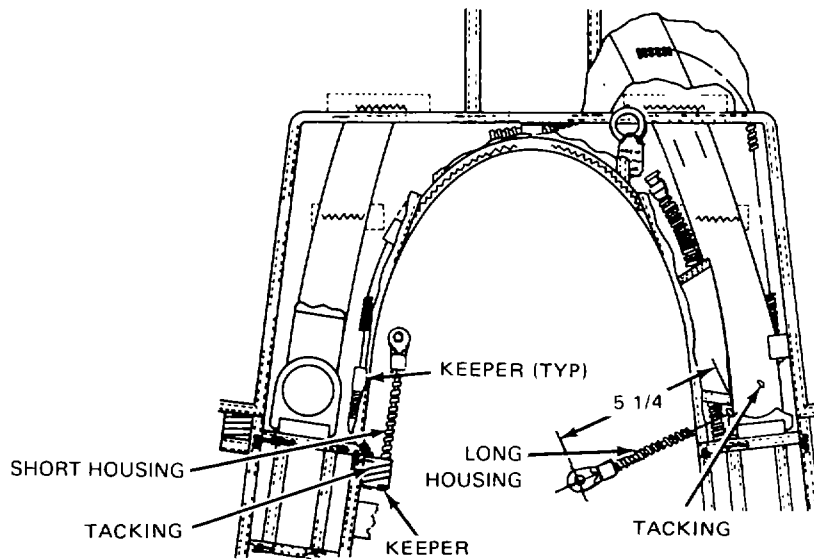 KEEPER (TYP)
5 1/4
SHORT HOUSING
LONG
HOUSING
TACKING
KEEPER
TACKING